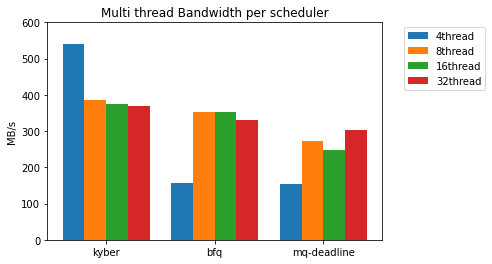 Multi thread Bandwidth per scheduler
600
500
400
300
200
100
0
MB/s
kyber
bfq
mq-deadline
4thread
8thread
16thread
32thread